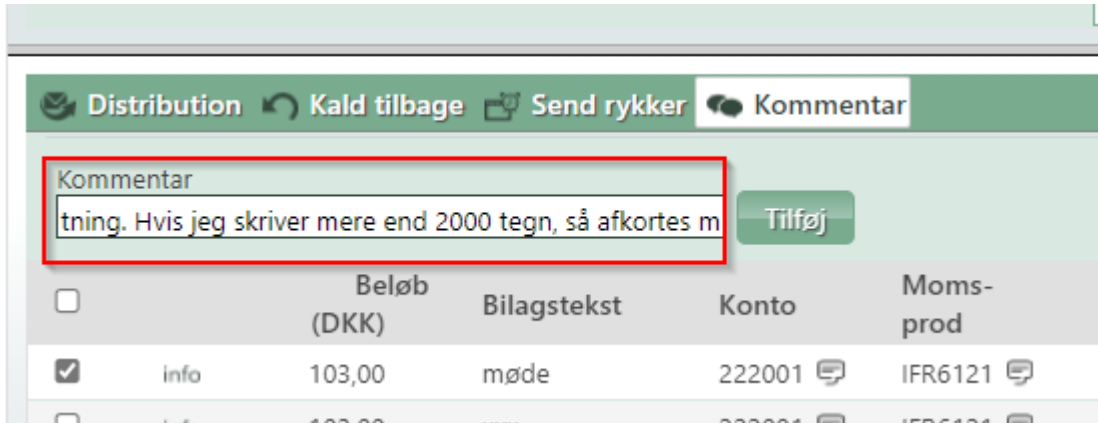 Distribution Kald tilbage Send rykker Kommentar
Kommentar
tning. Hvis jeg skriver mere end 2000 tegn, så afkortes m Tilføj
Beløb (DKK) Bilagstekst Konto Moms-prod
info 103,00 møde 222001 IFR6121